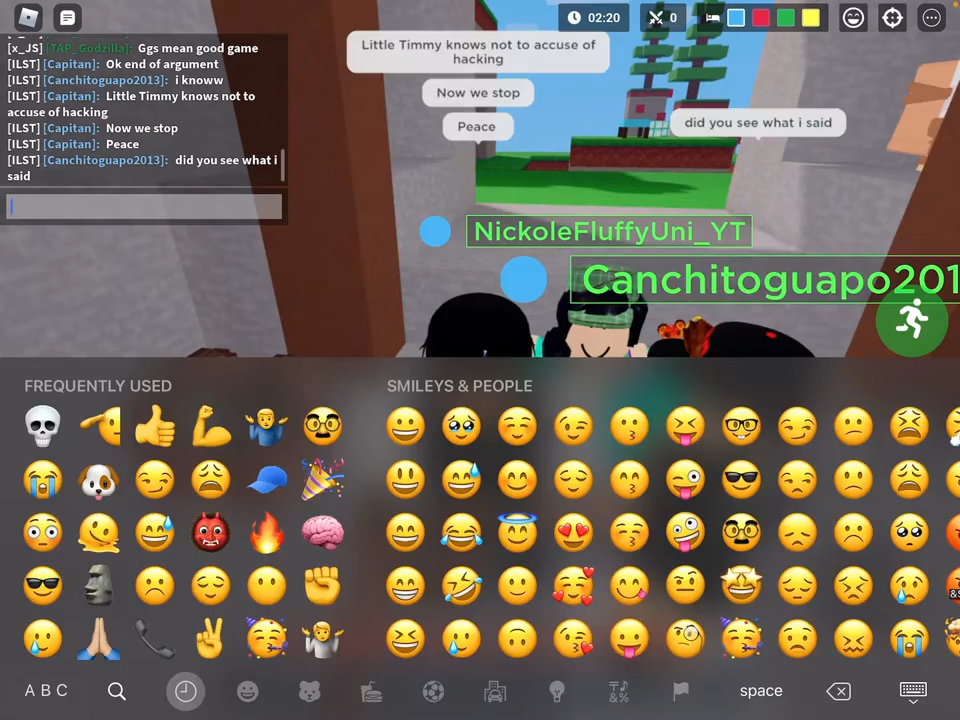 02:20
0
[x_JS] [TAP_Godzilla]: Ggs mean good game
[ILST] [Capitan]: Ok end of argument
[ILST] [Canchitoguapo2013]: i knoww
[ILST] [Capitan]: Little Timmy knows not to
accuse of hacking
[ILST] [Capitan]: Now we stop
[ILST] [Capitan]: Peace
[ILST] [Canchitoguapo2013]: did you see what i
said
Little Timmy knows not to accuse of
hacking
Now we stop
Peace
did you see what i said
NickoleFluffyUni_YT
Canchitoguapo201
FREQUENTLY USED
SMILEYS & PEOPLE
A B C
space